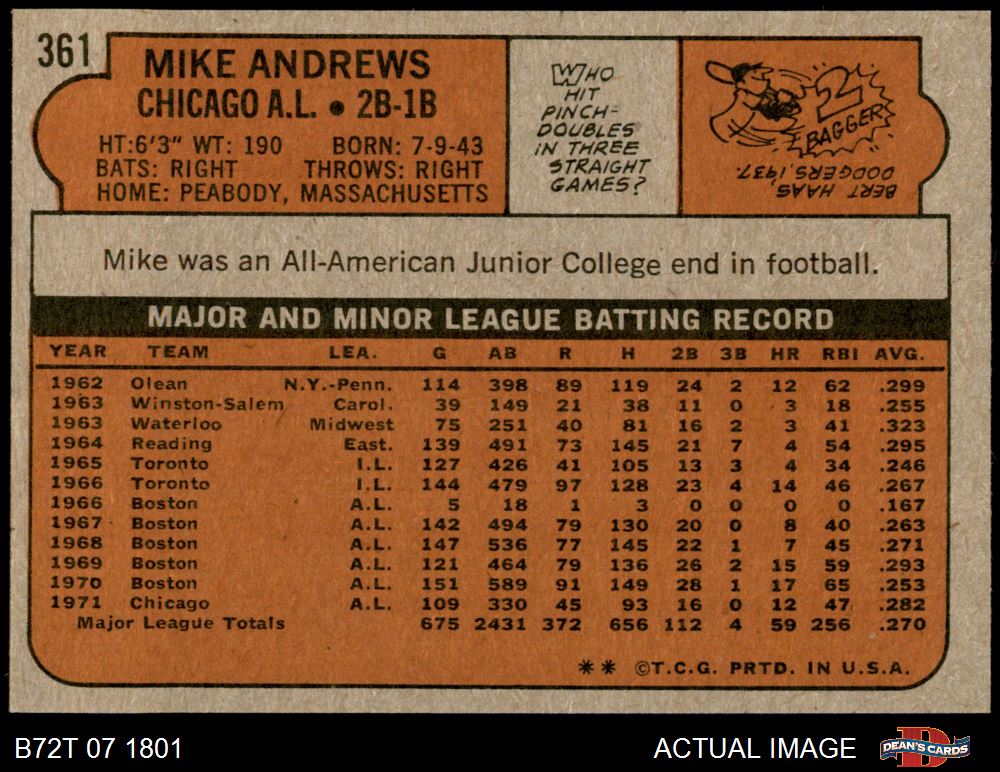 361
MIKE ANDREWS
CHICAGO A.L. ● 2B-1B
HT:6'3" WT: 190 BORN: 7-9-43
BATS: RIGHT THROWS: RIGHT
HOME: PEABODY, MASSACHUSETTS
WHO
HIT
PINCH-
DOUBLES
IN THREE
STRAIGHT
GAMES?
2
BAGGER
BERT HAAS,
DODGERS, 1937.
Mike was an All-American Junior College end in football.
MAJOR AND MINOR LEAGUE BATTING RECORD
YEAR TEAM LEA. G AB R H 2B 3B HR RBI AVG.
1962 Olean N.Y.-Penn. 114 398 89 119 24 2 12 62 .299
1963 Winston-Salem Carol. 39 149 21 38 11 0 3 18 .255
1963 Waterloo Midwest 75 251 40 81 16 2 3 41 .323
1964 Reading East. 139 491 73 145 21 7 4 54 .295
1965 Toronto I.L. 127 426 41 105 13 3 4 34 .246
1966 Toronto I.L. 144 479 97 128 23 4 14 46 .267
1966 Boston A.L. 5 18 1 3 0 0 0 0 .167
1967 Boston A.L. 142 494 79 130 20 0 8 40 .263
1968 Boston A.L. 147 536 77 145 22 1 7 45 .271
1969 Boston A.L. 121 464 79 136 26 2 15 59 .293
1970 Boston A.L. 151 589 91 149 28 1 17 65 .253
1971 Chicago A.L. 109 330 45 93 16 0 12 47 .282
Major League Totals 675 2431 372 656 112 4 59 256 .270
** ©T.C.G. PRTD. IN U.S.A.
B72T 07 1801 ACTUAL IMAGE DEAN'S CARDS